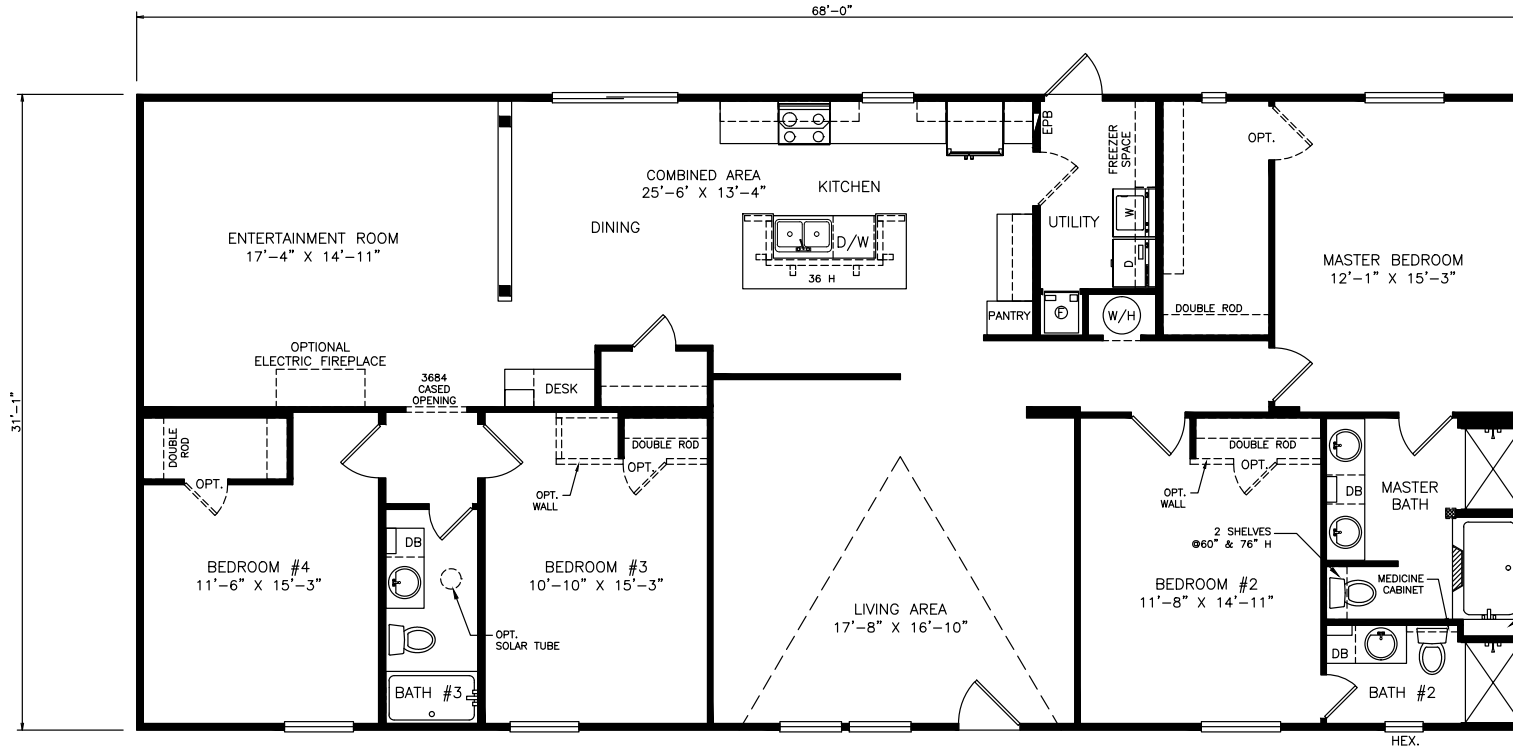 68'-0"
31'-1"
ENTERTAINMENT ROOM
17'-4" X 14'-11"
OPTIONAL
ELECTRIC FIREPLACE
3684
CASED
OPENING
DESK
DINING
COMBINED AREA
25'-6' X 13'-4"
KITCHEN
D/W
36 H
PANTRY
EPB
FREEZER
SPACE
UTILITY
W
D
F
W/H
OPT.
DOUBLE ROD
MASTER BEDROOM
12'-1" X 15'-3"
DOUBLE
ROD
OPT.
BEDROOM #4
11'-6" X 15'-3"
DB
OPT.
SOLAR TUBE
BATH #3
DOUBLE ROD
OPT.
OPT.
WALL
BEDROOM #3
10'-10" X 15'-3"
LIVING AREA
17'-8" X 16'-10"
DOUBLE ROD
OPT.
OPT.
WALL
2 SHELVES
@60" & 76" H
BEDROOM #2
11'-8" X 14'-11"
DB
MASTER
BATH
MEDICINE
CABINET
DB
BATH #2
HEX.